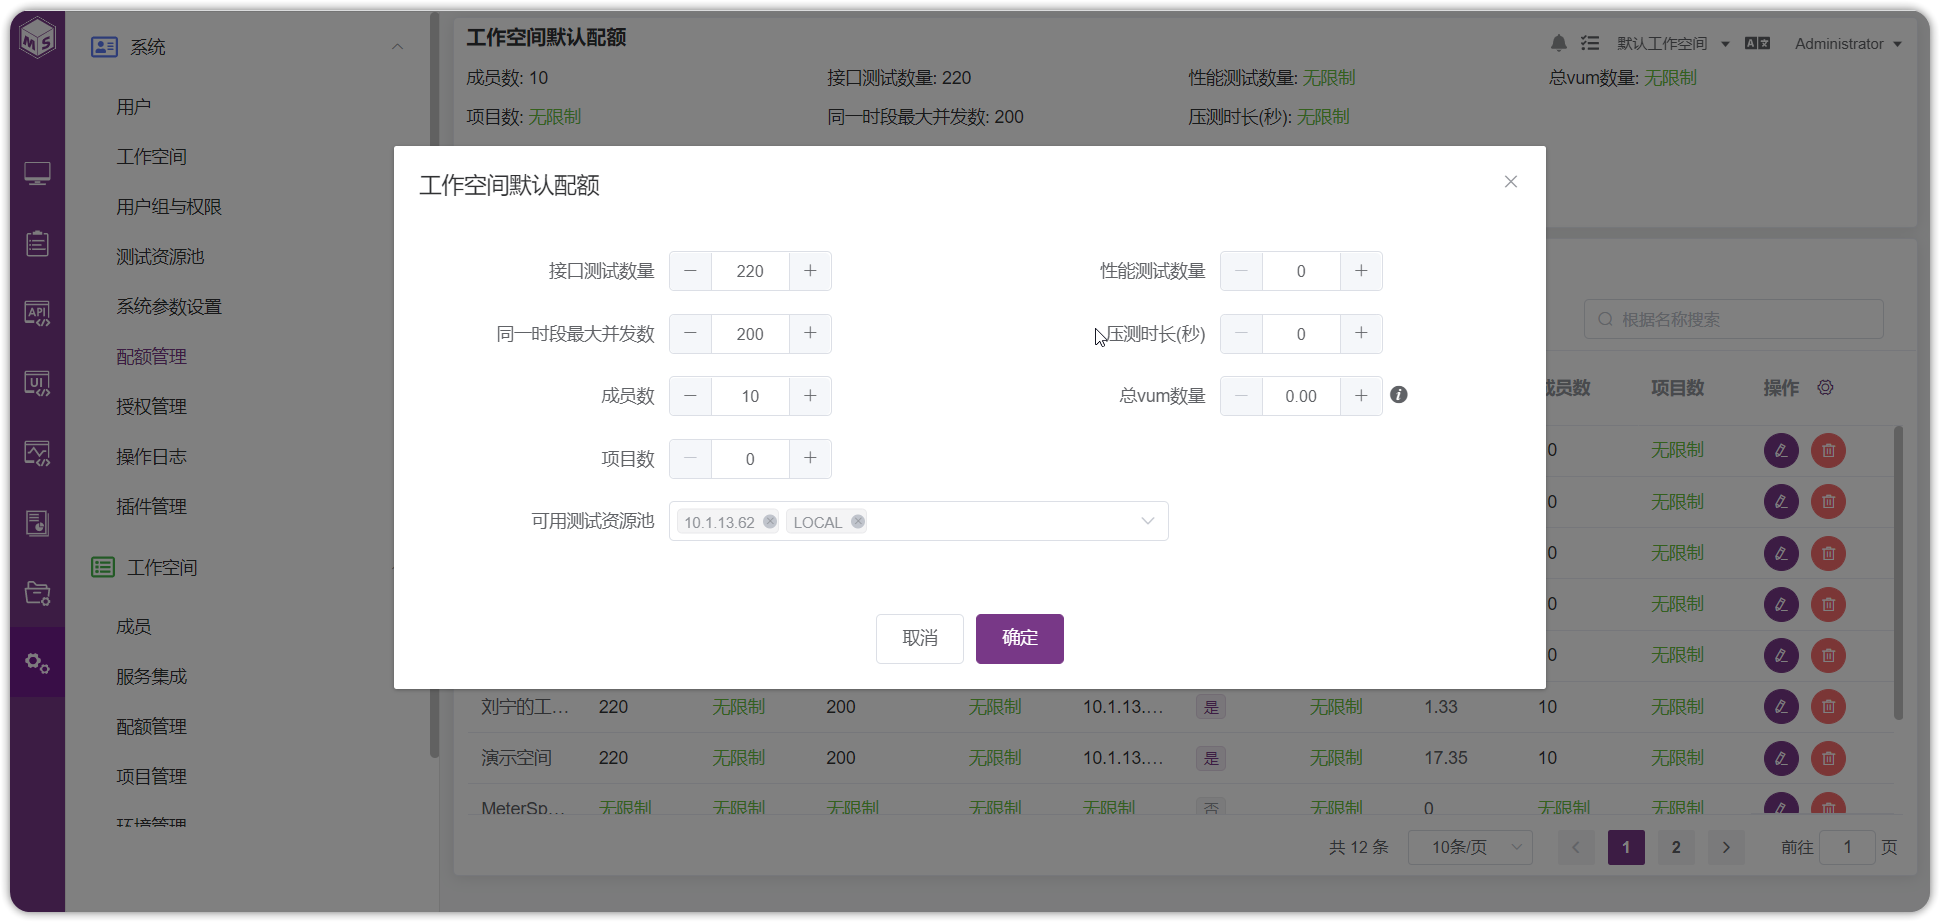 MS
系统
用户
工作空间
用户组与权限
测试资源池
系统参数设置
配额管理
授权管理
操作日志
插件管理
工作空间
成员
服务集成
配额管理
项目管理
环境管理
API
UI
工作空间默认配额
默认工作空间
Administrator
成员数: 10
接口测试数量: 220
性能测试数量: 无限制
总vum数量: 无限制
项目数: 无限制
同一时段最大并发数: 200
压测时长(秒): 无限制
工作空间默认配额
接口测试数量 220
性能测试数量 0
同一时段最大并发数 200
压测时长(秒) 0
成员数 10
总vum数量 0.00
项目数 0
可用测试资源池 10.1.13.62 LOCAL
取消 确定
根据名称搜索
成员数 项目数 操作
0 无限制
0 无限制
0 无限制
0 无限制
0 无限制
刘宁的工... 220 无限制 200 无限制 10.1.13.... 是 无限制 1.33 10 无限制
演示空间 220 无限制 200 无限制 10.1.13.... 是 无限制 17.35 10 无限制
MeterSp... 无限制 无限制 无限制 无限制 无限制 否 无限制 0 无限制 无限制
共 12 条 10条/页 1 2 前往 1 页